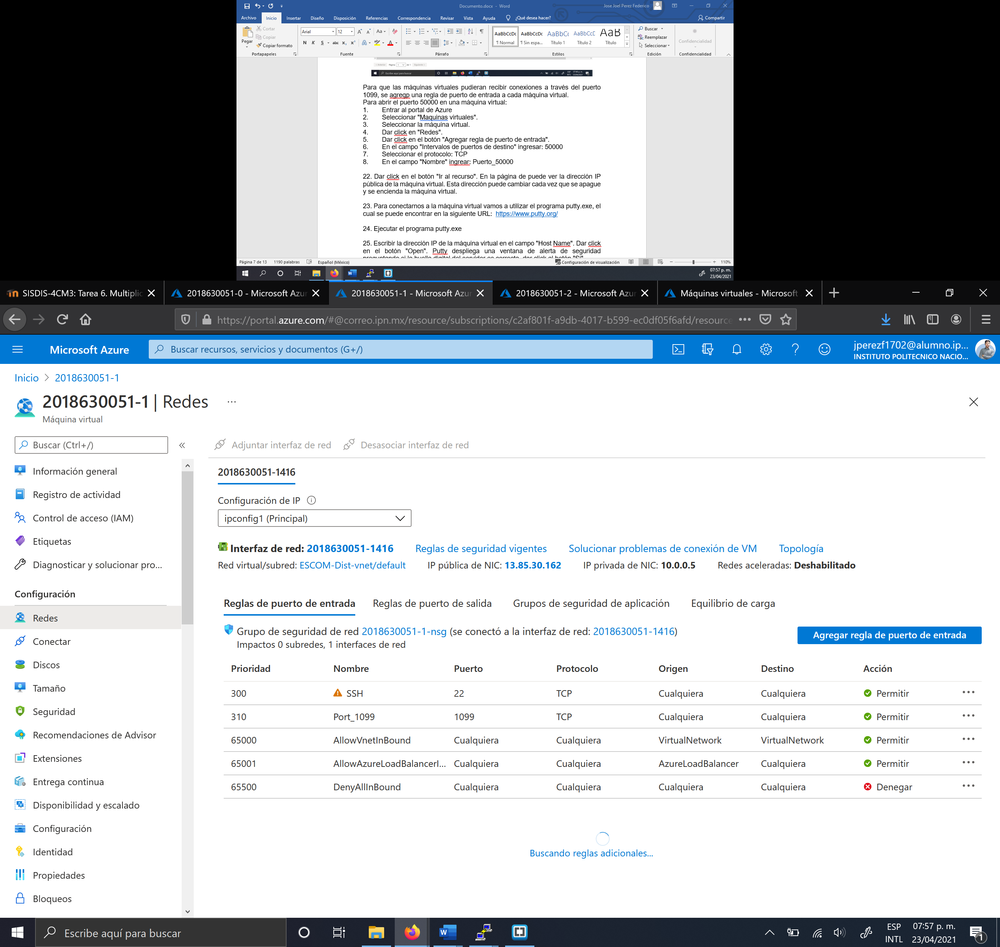 Documento.docx - Word
Jose Joel Perez Federico
Archivo Inicio Insertar Diseño Disposición Referencias Correspondencia Revisar Vista Ayuda ¿Qué desea hacer? Compartir
Pegar
Cortar
Copiar
Copiar formato
Portapapeles
Arial 12
N K S abc x₂ x²
Fuente
Párrafo
AaBbCcDc AaBbCcDc AaBbCc AaBbCcE AaB
¶ Normal ¶ Sin espa... Título 1 Título 2 Título
Estilos
Buscar
Reemplazar
Seleccionar
Edición
Confidencialidad
Confidencialidad
Para que las máquinas virtuales pudieran recibir conexiones a través del puerto
1099, se agregp una regla de puerto de entrada a cada máquina virtual.
Para abrir el puerto 50000 en una máquina virtual:
1. Entrar al portal de Azure
2. Seleccionar "Maquinas virtuales".
3. Seleccionar la máquina virtual.
4. Dar click en "Redes".
5. Dar click en el botón "Agregar regla de puerto de entrada".
6. En el campo "Intervalos de puertos de destino" ingresar: 50000
7. Seleccionar el protocolo: TCP
8. En el campo "Nombre" ingrear: Puerto_50000
22. Dar click en el botón "Ir al recurso". En la página de puede ver la dirección IP
pública de la máquina virtual. Esta dirección puede cambiar cada vez que se apague
y se encienda la máquina virtual.
23. Para conectarnos a la máquina virtual vamos a utilizar el programa putty.exe, el
cual se puede encontrar en la siguiente URL: https://www.putty.org/
24. Ejecutar el programa putty.exe
25. Escribir la dirección IP de la máquina virtual en el campo "Host Name". Dar click
en el botón "Open". Putty despliega una ventana de alerta de seguridad
Página 7 de 13 1190 palabras Español (México) Configuración de visualización 110%
07:57 p. m.
23/04/2021
SISDIS-4CM3: Tarea 6. Multiplic
2018630051-0 - Microsoft Azur
2018630051-1 - Microsoft Azur
2018630051-2 - Microsoft Azur
Máquinas virtuales - Microsoft
https://portal.azure.com/#@correo.ipn.mx/resource/subscriptions/c2af801f-a9db-4017-b599-ec0df05f6afd/resource
Microsoft Azure
Buscar recursos, servicios y documentos (G+/)
jperezf1702@alumno.ip...
INSTITUTO POLITECNICO NACIO...
Inicio > 2018630051-1
2018630051-1 | Redes ...
Máquina virtual
Buscar (Ctrl+/)
Información general
Registro de actividad
Control de acceso (IAM)
Etiquetas
Diagnosticar y solucionar pro...
Configuración
Redes
Conectar
Discos
Tamaño
Seguridad
Recomendaciones de Advisor
Extensiones
Entrega continua
Disponibilidad y escalado
Configuración
Identidad
Propiedades
Bloqueos
Adjuntar interfaz de red Desasociar interfaz de red
2018630051-1416
Configuración de IP
ipconfig1 (Principal)
Interfaz de red: 2018630051-1416 Reglas de seguridad vigentes Solucionar problemas de conexión de VM Topología
Red virtual/subred: ESCOM-Dist-vnet/default IP pública de NIC: 13.85.30.162 IP privada de NIC: 10.0.0.5 Redes aceleradas: Deshabilitado
Reglas de puerto de entrada Reglas de puerto de salida Grupos de seguridad de aplicación Equilibrio de carga
Grupo de seguridad de red 2018630051-1-nsg (se conectó a la interfaz de red: 2018630051-1416)
Impactos 0 subredes, 1 interfaces de red
Agregar regla de puerto de entrada
Prioridad Nombre Puerto Protocolo Origen Destino Acción
300 SSH 22 TCP Cualquiera Cualquiera Permitir
310 Port_1099 1099 TCP Cualquiera Cualquiera Permitir
65000 AllowVnetInBound Cualquiera Cualquiera VirtualNetwork VirtualNetwork Permitir
65001 AllowAzureLoadBalancerI... Cualquiera Cualquiera AzureLoadBalancer Cualquiera Permitir
65500 DenyAllInBound Cualquiera Cualquiera Cualquiera Cualquiera Denegar
Buscando reglas adicionales...
Escribe aquí para buscar
ESP
INTL
07:57 p. m.
23/04/2021
1